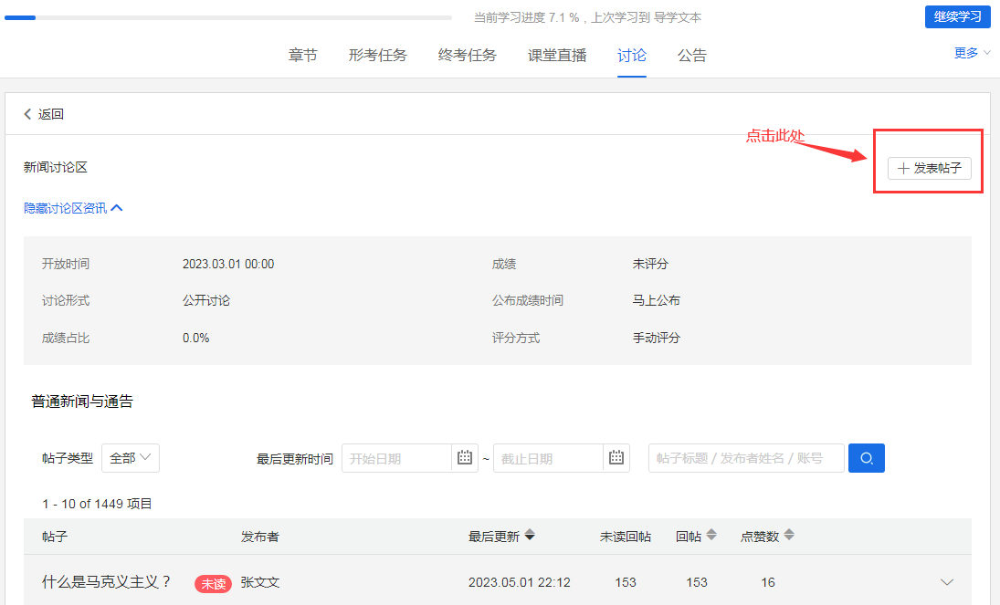 当前学习进度 7.1 %，上次学习到 导学文本 继续学习
章节 形考任务 终考任务 课堂直播 讨论 公告 更多
返回
点击此处
新闻讨论区 发表帖子
隐藏讨论区资讯
开放时间 2023.03.01 00:00 成绩 未评分
讨论形式 公开讨论 公布成绩时间 马上公布
成绩占比 0.0% 评分方式 手动评分
普通新闻与通告
帖子类型 全部 最后更新时间 开始日期 ~ 截止日期 帖子标题 / 发布者姓名 / 账号
1 - 10 of 1449 项目
帖子 发布者 最后更新 未读回帖 回帖 点赞数
什么是马克义主义？ 未读 张文文 2023.05.01 22:12 153 153 16